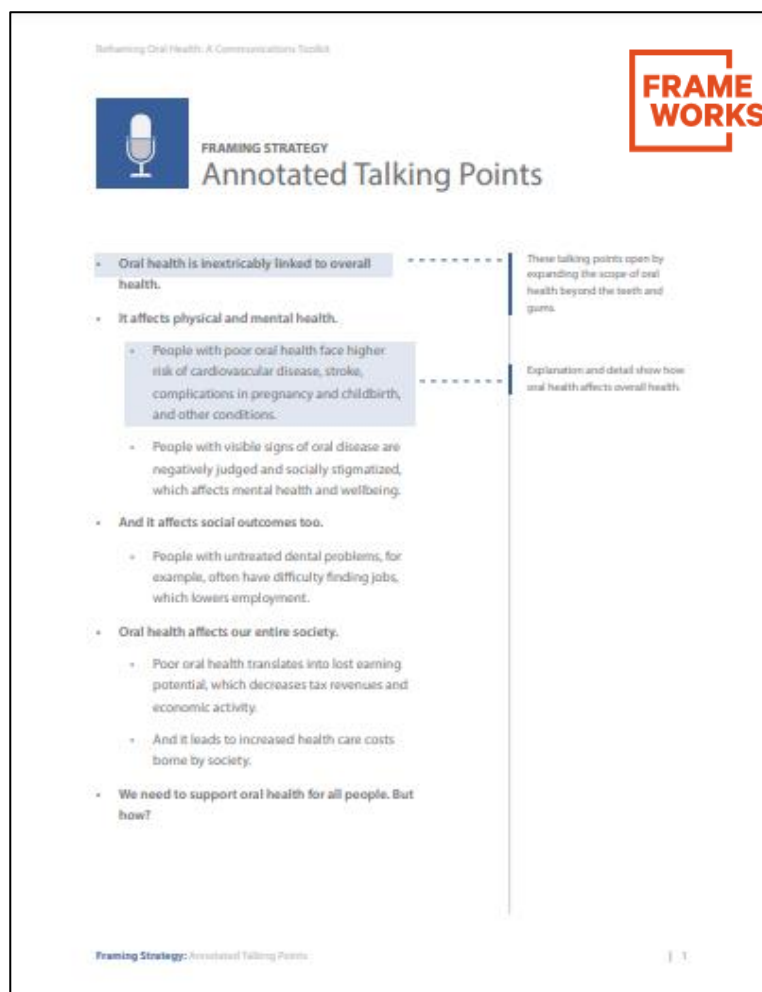 Reframing Oral Health: A Communications Toolkit
FRAME
WORKS
FRAMING STRATEGY
Annotated Talking Points
• Oral health is inextricably linked to overall
health.
• It affects physical and mental health.
• People with poor oral health face higher
risk of cardiovascular disease, stroke,
complications in pregnancy and childbirth,
and other conditions.
• People with visible signs of oral disease are
negatively judged and socially stigmatized,
which affects mental health and wellbeing.
• And it affects social outcomes too.
• People with untreated dental problems, for
example, often have difficulty finding jobs,
which lowers employment.
• Oral health affects our entire society.
• Poor oral health translates into lost earning
potential, which decreases tax revenues and
economic activity.
• And it leads to increased health care costs
borne by society.
• We need to support oral health for all people. But
how?
These talking points open by
expanding the scope of oral
health beyond the teeth and
gums.
Explanation and detail show how
oral health affects overall health.
Framing Strategy: Annotated Talking Points
| 1